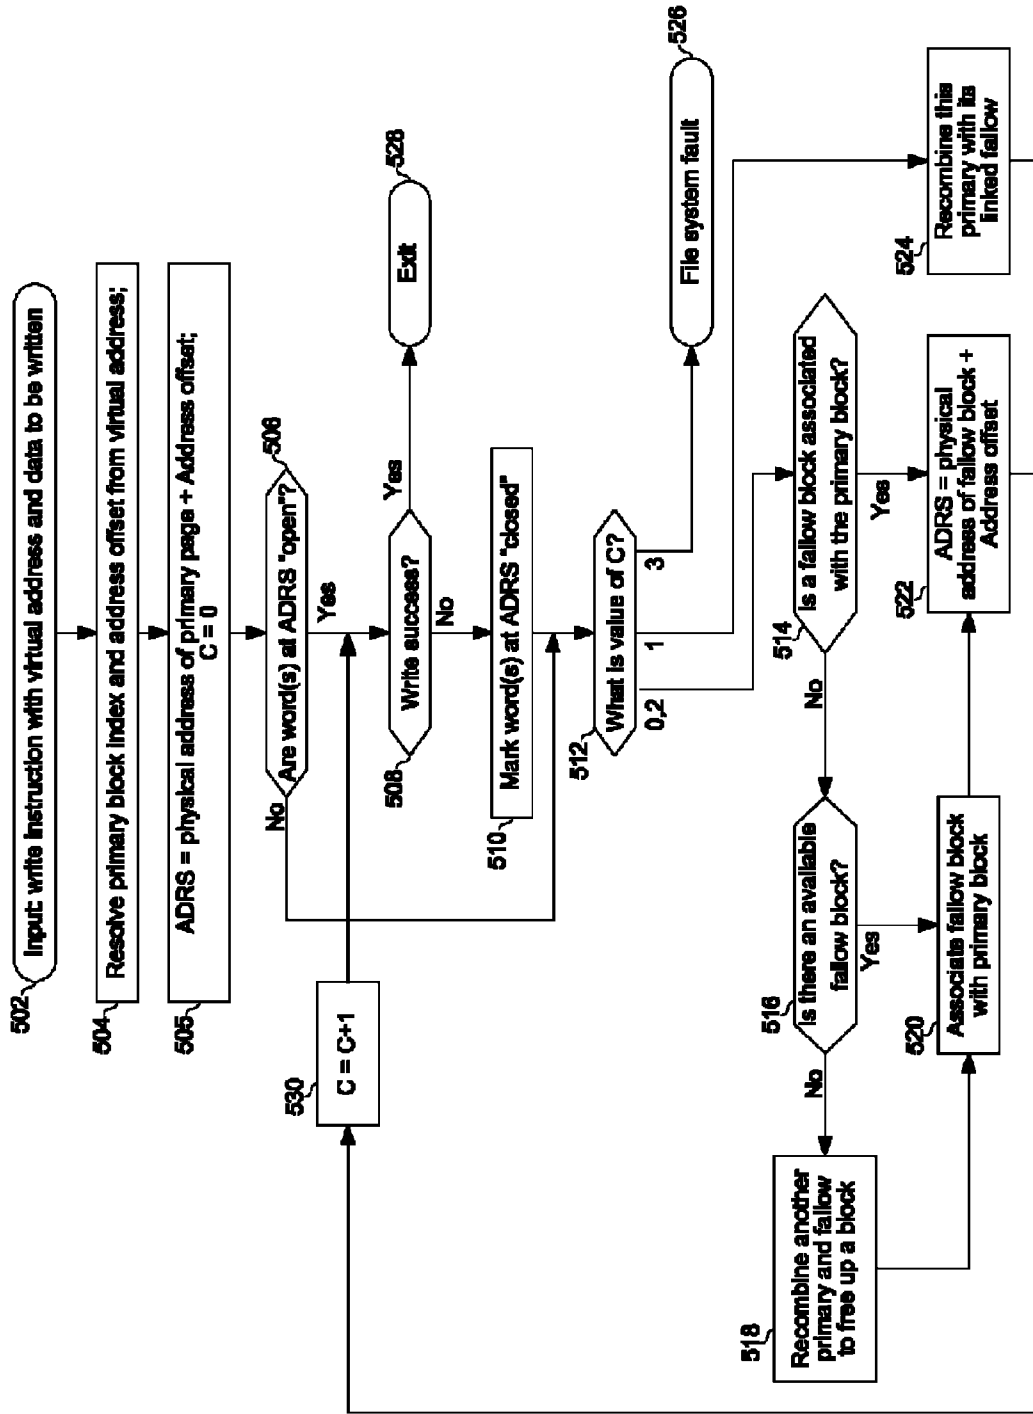 Input: write instruction with virtual address and data to be written
502
Resolve primary block index and address offset from virtual address;
504
ADRS = physical address of primary page + Address offset;
C = 0
505
Are word(s) at ADRS "open"?
506
No
Yes
530
C = C+1
Write success?
508
Yes
Exit
528
No
Mark word(s) at ADRS "closed"
510
What is value of C?
512
0,2
1
3
File system fault
526
Is a fallow block associated
with the primary block?
514
No
Yes
Is there an available
fallow block?
516
No
Yes
Recombine another
primary and fallow
to free up a block
518
Associate fallow block
with primary block
520
ADRS = physical
address of fallow block +
Address offset
522
Recombine this
primary with its
linked fallow
524